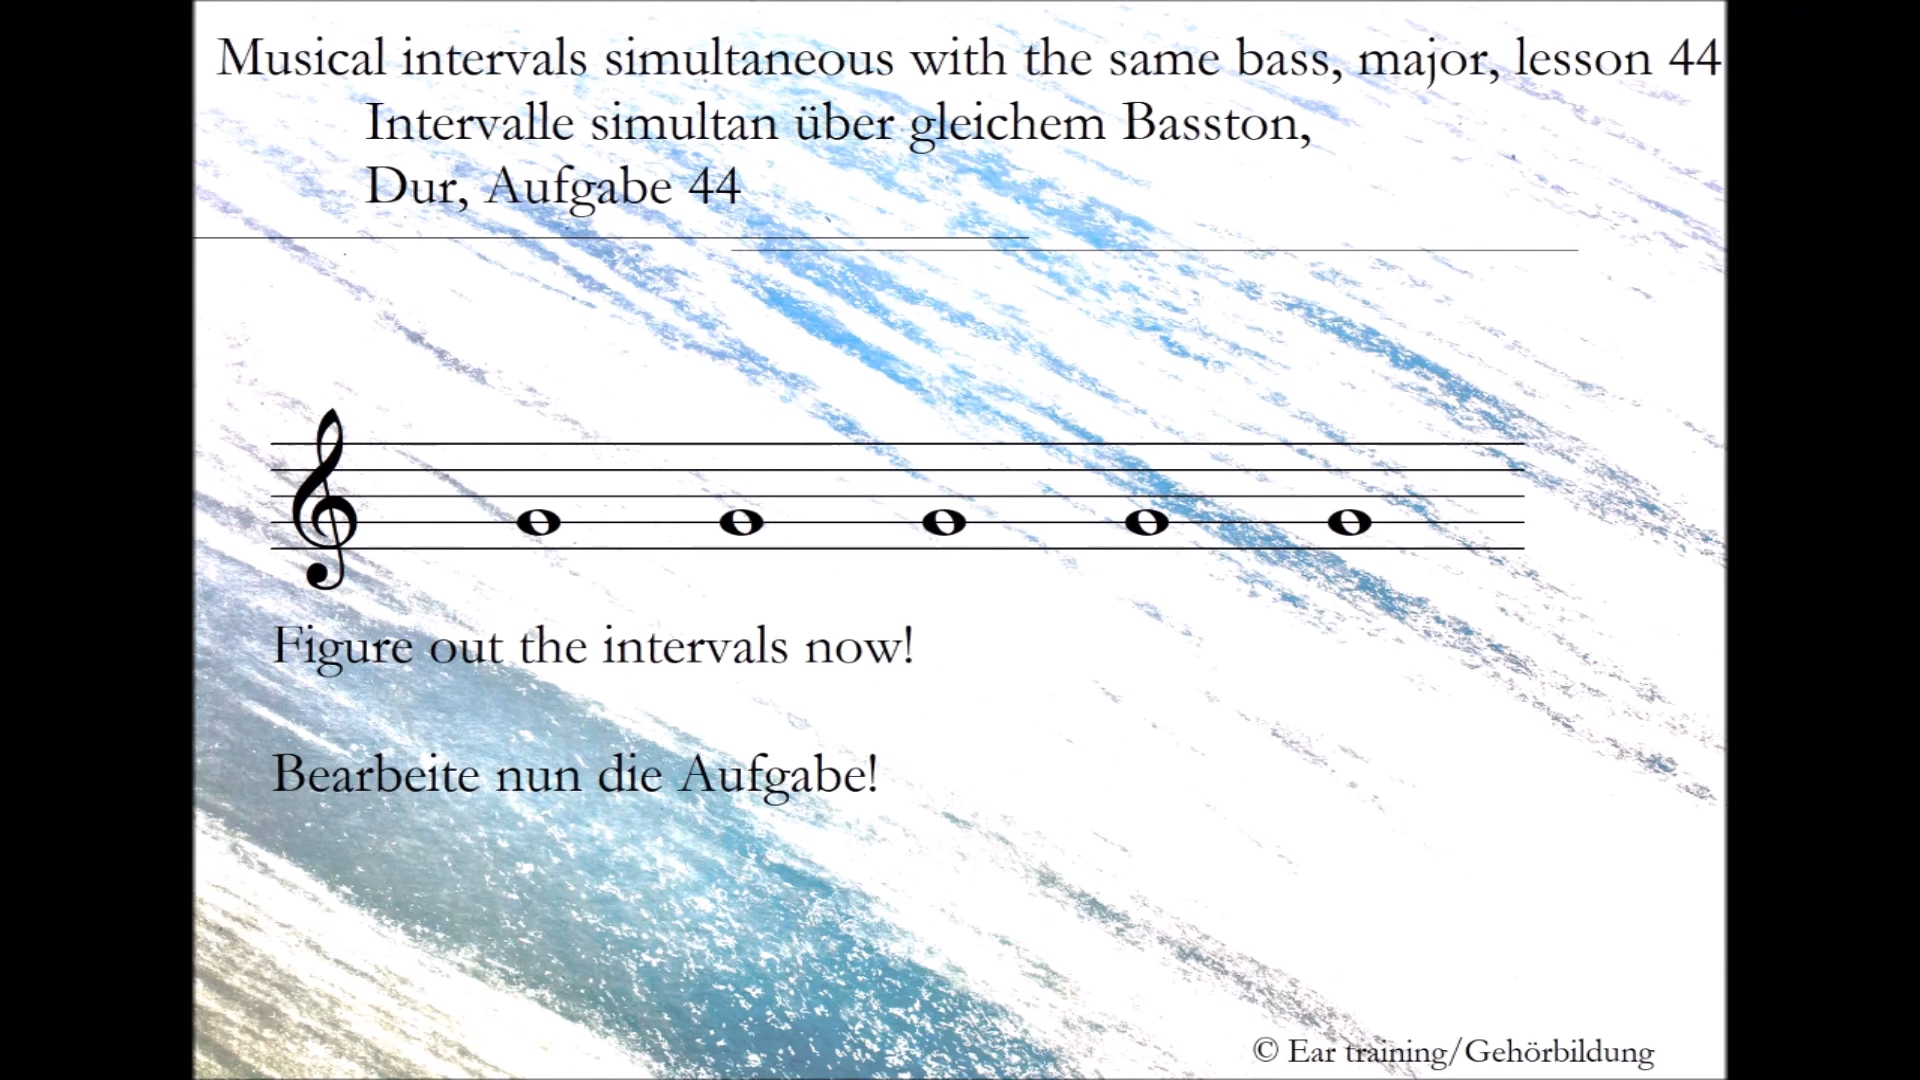 Musical intervals simultaneous with the same bass, major, lesson 44
Intervalle simultan über gleichem Basston,
Dur, Aufgabe 44
Figure out the intervals now!
Bearbeite nun die Aufgabe!
© Ear training/Gehörbildung